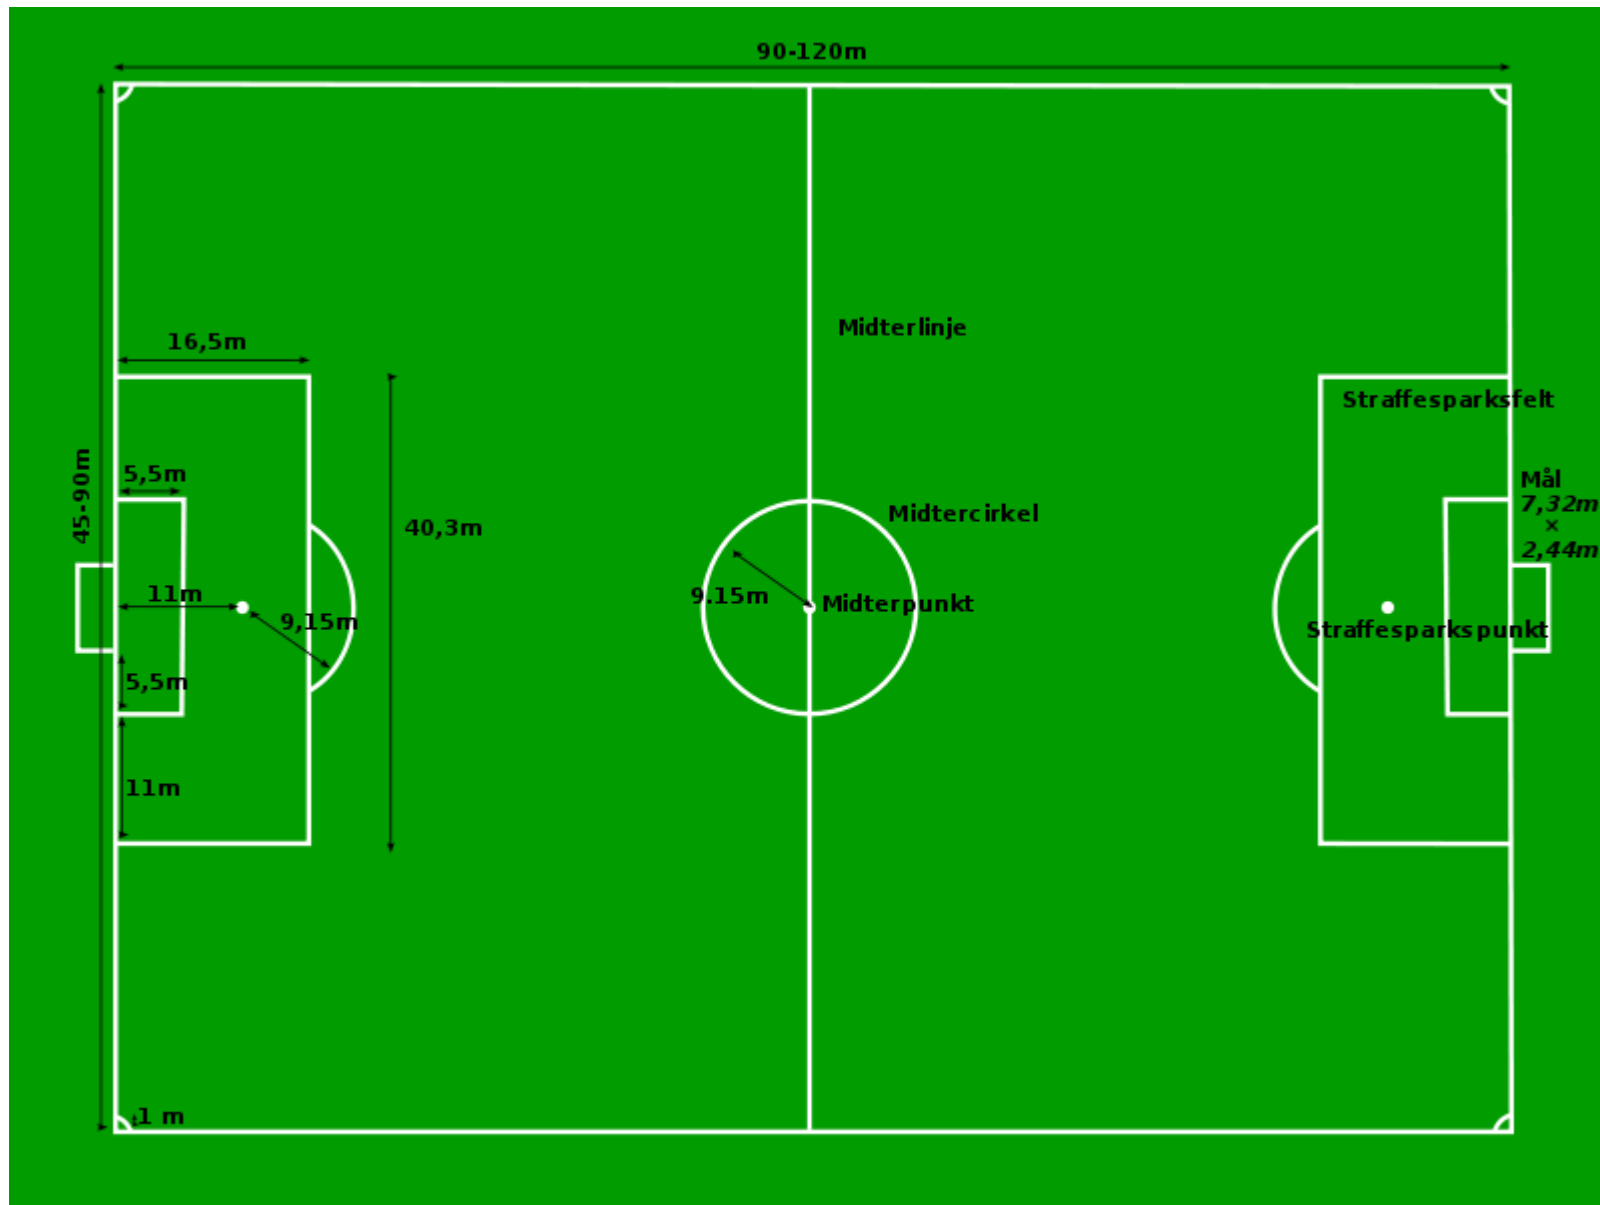 90-120m
Midterlinje
16,5m
Straffesparksfelt
5,5m
45-90m
Mål
7,32m
×
2,44m
40,3m
Midtercirkel
11m
9.15m
Midterpunkt
9,15m
Straffesparkspunkt
5,5m
11m
1 m